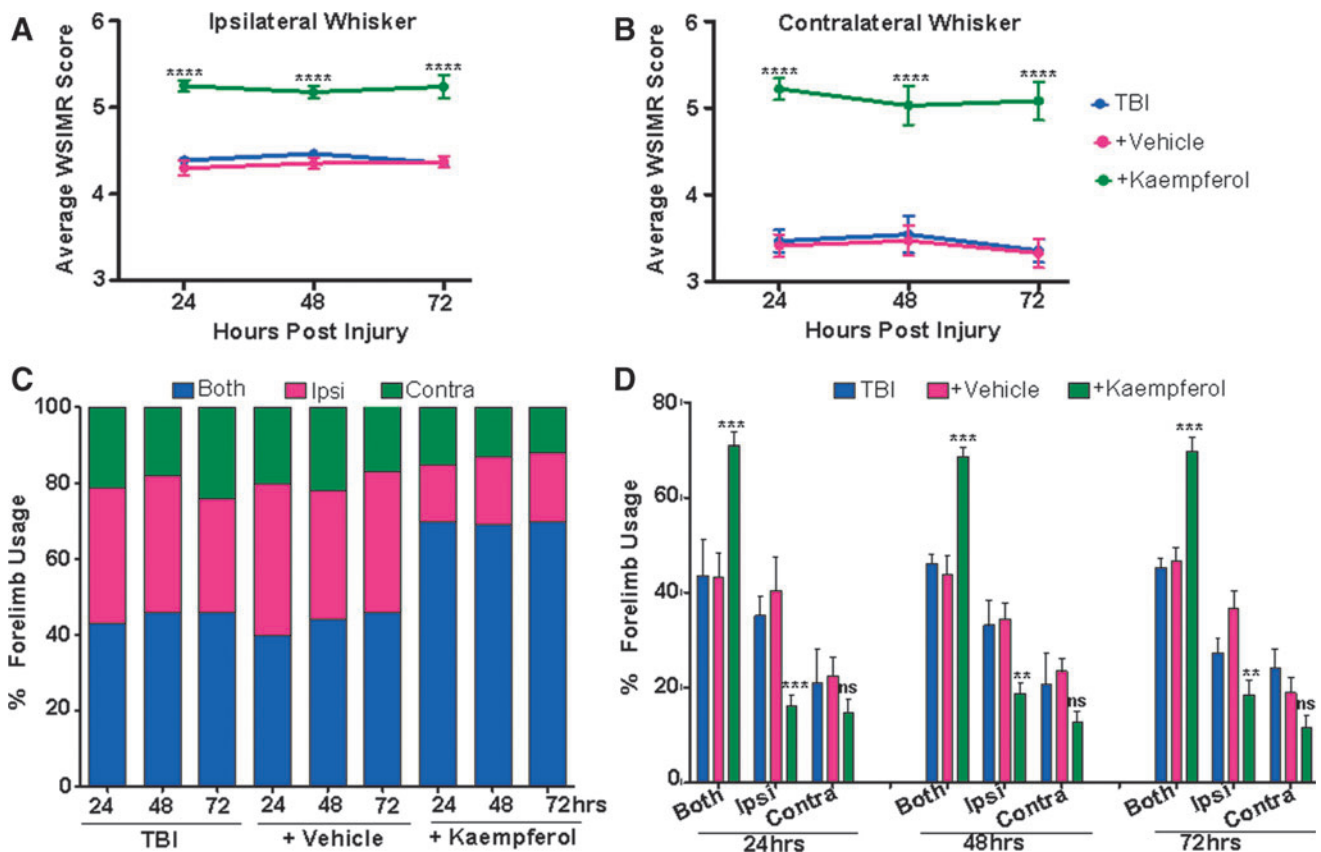 A
Ipsilateral Whisker
Average WSIMR Score
6
5
4
3
****
****
****
24 48 72
Hours Post Injury
B
Contralateral Whisker
Average WSIMR Score
6
5
4
3
****
****
****
24 48 72
Hours Post Injury
TBI
+Vehicle
+Kaempferol
C
Both Ipsi Contra
% Forelimb Usage
100
80
60
40
20
0
24 48 72 24 48 72 24 48 72hrs
TBI + Vehicle + Kaempferol
D
TBI +Vehicle +Kaempferol
% Forelimb Usage
80
60
40
20
0
*** *** ***
*** ns ** ns ** ns
Both Ipsi Contra Both Ipsi Contra Both Ipsi Contra
24hrs 48hrs 72hrs